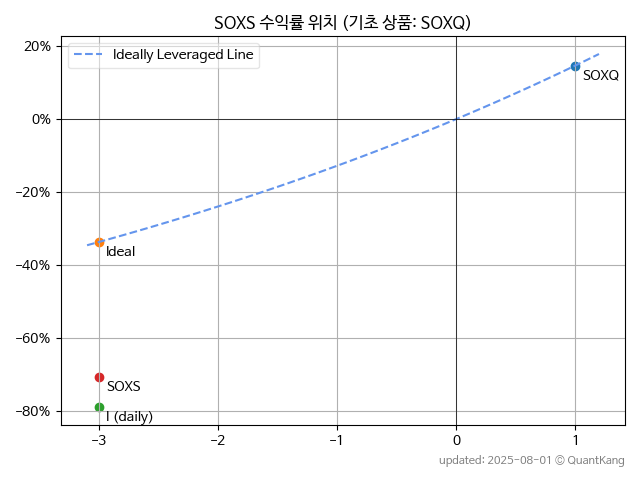 SOXS 수익률 위치 (기초 상품: SOXQ)
20%
0%
-20%
-40%
-60%
-80%
Ideally Leveraged Line
SOXQ
Ideal
SOXS
I (daily)
-3
-2
-1
0
1
updated: 2025-08-01 © QuantKang